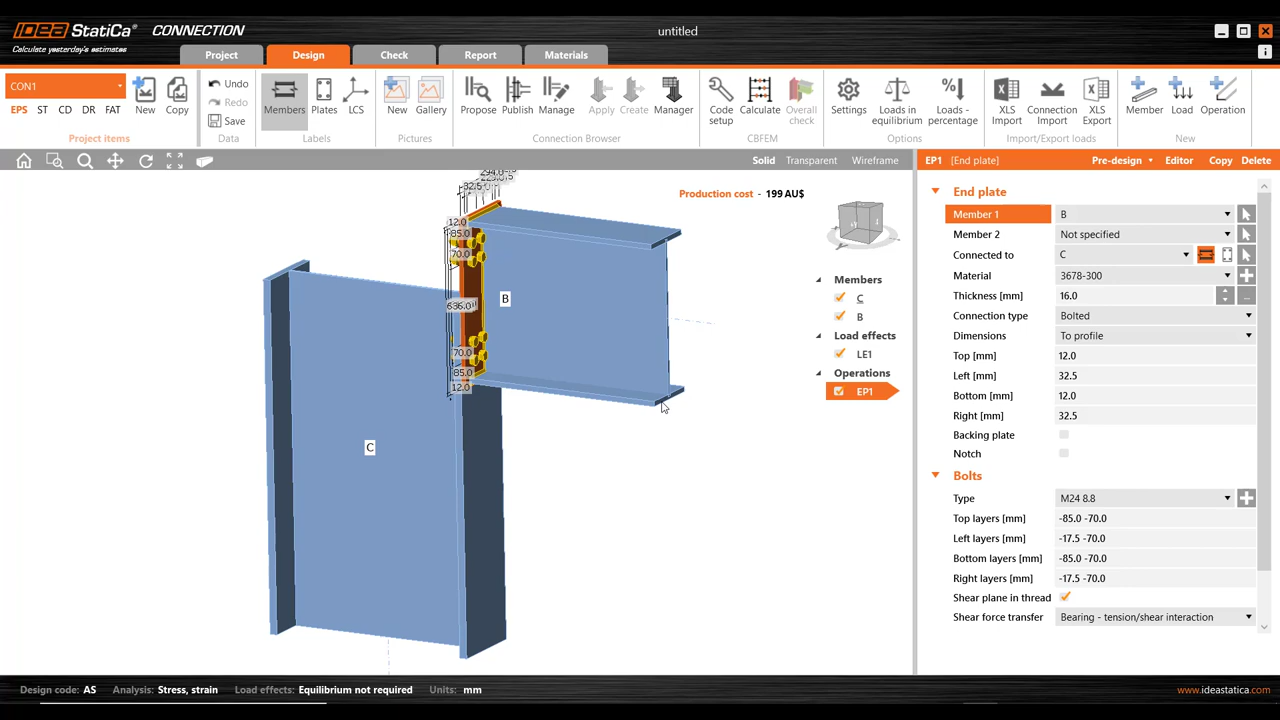 IDEA StatiCa® CONNECTION
Calculate yesterday's estimates
untitled
Project Design Check Report Materials
CON1
EPS ST CD DR FAT
New Copy
Undo
Redo
Save
Members Plates LCS
New Gallery
Propose Publish Manage Apply Create Manager
Code setup Calculate Overall check
Settings Loads in equilibrium Loads - percentage
XLS Import Connection Import XLS Export
Member Load Operation
Project items Data Labels Pictures Connection Browser CBFEM Options Import/Export loads New
Solid Transparent Wireframe
EP1 [End plate] Pre-design Editor Copy Delete
Production cost - 199 AU$
32.5
12.0
85.0
70.0
636.0
70.0
85.0
12.0
B
C
Members
C
B
Load effects
LE1
Operations
EP1
End plate
Member 1 B
Member 2 Not specified
Connected to C
Material 3678-300
Thickness [mm] 16.0
Connection type Bolted
Dimensions To profile
Top [mm] 12.0
Left [mm] 32.5
Bottom [mm] 12.0
Right [mm] 32.5
Backing plate
Notch
Bolts
Type M24 8.8
Top layers [mm] -85.0 -70.0
Left layers [mm] -17.5 -70.0
Bottom layers [mm] -85.0 -70.0
Right layers [mm] -17.5 -70.0
Shear plane in thread
Shear force transfer Bearing - tension/shear interaction
Design code: AS Analysis: Stress, strain Load effects: Equilibrium not required Units: mm
www.ideastatica.com